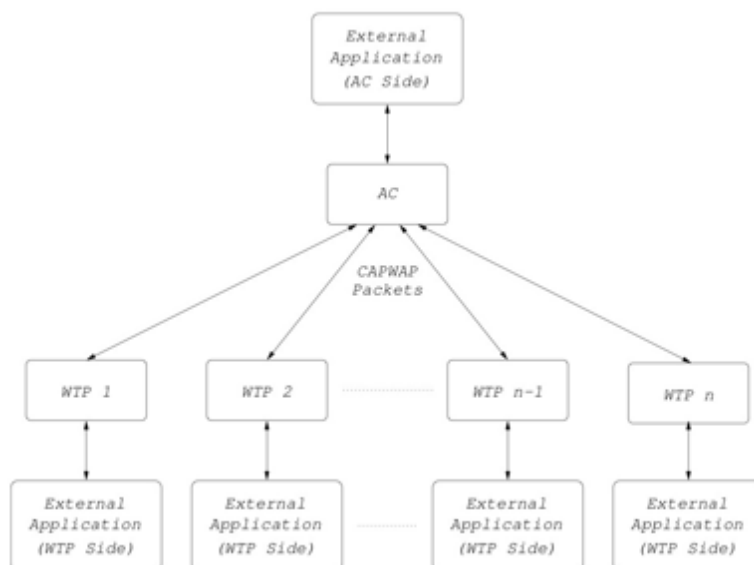 External
Application
(AC Side)
AC
CAPWAP
Packets
WTP 1
WTP 2
WTP n-1
WTP n
External
Application
(WTP Side)
External
Application
(WTP Side)
External
Application
(WTP Side)
External
Application
(WTP Side)